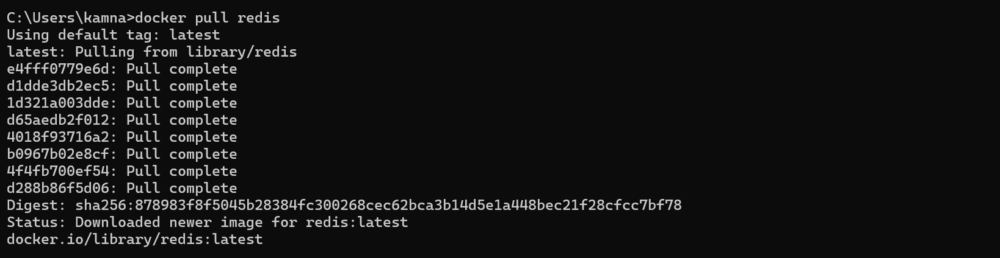 C:\Users\kamna>docker pull redis
Using default tag: latest
latest: Pulling from library/redis
e4fff0779e6d: Pull complete
d1dde3db2ec5: Pull complete
1d321a003dde: Pull complete
d65aedb2f012: Pull complete
4018f93716a2: Pull complete
b0967b02e8cf: Pull complete
4f4fb700ef54: Pull complete
d288b86f5d06: Pull complete
Digest: sha256:878983f8f5045b28384fc300268cec62bca3b14d5e1a448bec21f28cfcc7bf78
Status: Downloaded newer image for redis:latest
docker.io/library/redis:latest